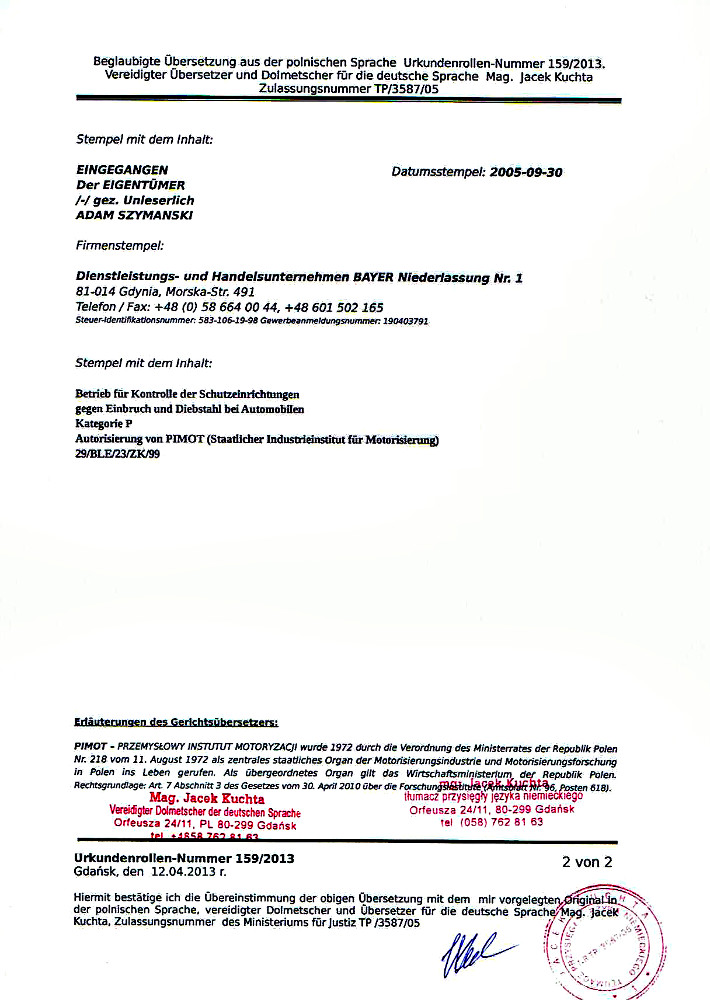 Beglaubigte Übersetzung aus der polnischen Sprache Urkundenrollen-Nummer 159/2013.
Vereidigter Übersetzer und Dolmetscher für die deutsche Sprache Mag. Jacek Kuchta
Zulassungsnummer TP/3587/05
Stempel mit dem Inhalt:
EINGEGANGEN
Datumsstempel: 2005-09-30
Der EIGENTÜMER
/-/ gez. Unleserlich
ADAM SZYMANSKI
Firmenstempel:
Dienstleistungs- und Handelsunternehmen BAYER Niederlassung Nr. 1
81-014 Gdynia, Morska-Str. 491
Telefon / Fax: +48 (0) 58 664 00 44, +48 601 502 165
Steuer-Identifikationsnummer: 583-106-19-98 Gewerbeanmeldungsnummer: 190403791
Stempel mit dem Inhalt:
Betrieb für Kontrolle der Schutzeinrichtungen
gegen Einbruch und Diebstahl bei Automobilen
Kategorie P
Autorisierung von PIMOT (Staatlicher Industrieinstitut für Motorisierung)
29/BLE/23/ZK/99
Erläuterungen des Gerichtsübersetzers:
PIMOT – PRZEMYSŁOWY INSTUTUT MOTORYZACJI wurde 1972 durch die Verordnung des Ministerrates der Republik Polen
Nr. 218 vom 11. August 1972 als zentrales staatliches Organ der Motorisierungsindustrie und Motorisierungsforschung
in Polen ins Leben gerufen. Als übergeordnetes Organ gilt das Wirtschaftsministerium der Republik Polen.
Rechtsgrundlage: Art. 7 Abschnitt 3 des Gesetzes vom 30. April 2010 über die Forschungsinstitute (Amtsblatt Nr. 96, Posten 618).
Mag. Jacek Kuchta
Vereidigter Dolmetscher der deutschen Sprache
Orfeusza 24/11, PL 80-299 Gdańsk
tel +4858 762 81 63
mgr Jacek Kuchta
tłumacz przysięgły języka niemieckiego
Orfeusza 24/11, 80-299 Gdańsk
tel (058) 762 81 63
Urkundenrollen-Nummer 159/2013
2 von 2
Gdańsk, den 12.04.2013 r.
Hiermit bestätige ich die Übereinstimmung der obigen Übersetzung mit dem mir vorgelegten Original in
der polnischen Sprache, vereidigter Dolmetscher und Übersetzer für die deutsche Sprache Mag. Jacek
Kuchta, Zulassungsnummer des Ministeriums für Justiz TP /3587/05
JACEK KUCHTA
TŁUMACZ PRZYSIĘGŁY JĘZYKA NIEMIECKIEGO